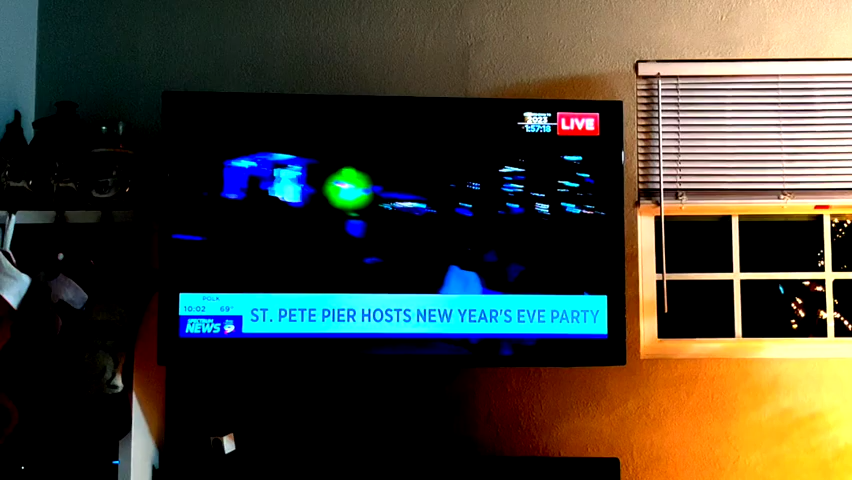 2023
1:57:18
LIVE
POLK
10:02 69°
SPECTRUM
NEWS 9
ST. PETE PIER HOSTS NEW YEAR'S EVE PARTY